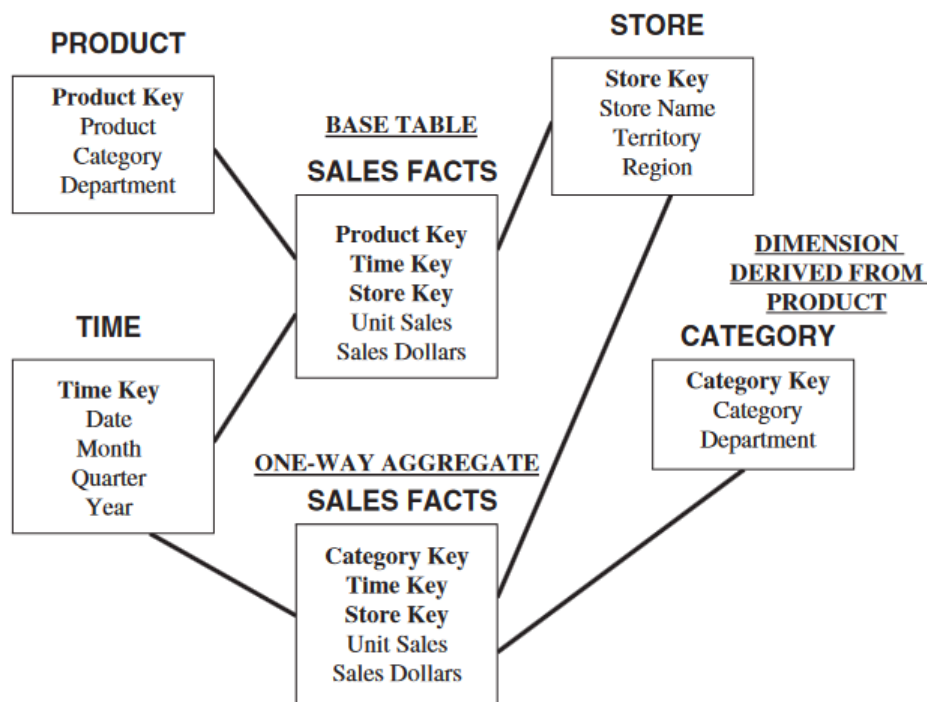 PRODUCT
Product Key
Product
Category
Department
STORE
Store Key
Store Name
Territory
Region
BASE TABLE
SALES FACTS
Product Key
Time Key
Store Key
Unit Sales
Sales Dollars
TIME
Time Key
Date
Month
Quarter
Year
DIMENSION
DERIVED FROM
PRODUCT
CATEGORY
Category Key
Category
Department
ONE-WAY AGGREGATE
SALES FACTS
Category Key
Time Key
Store Key
Unit Sales
Sales Dollars